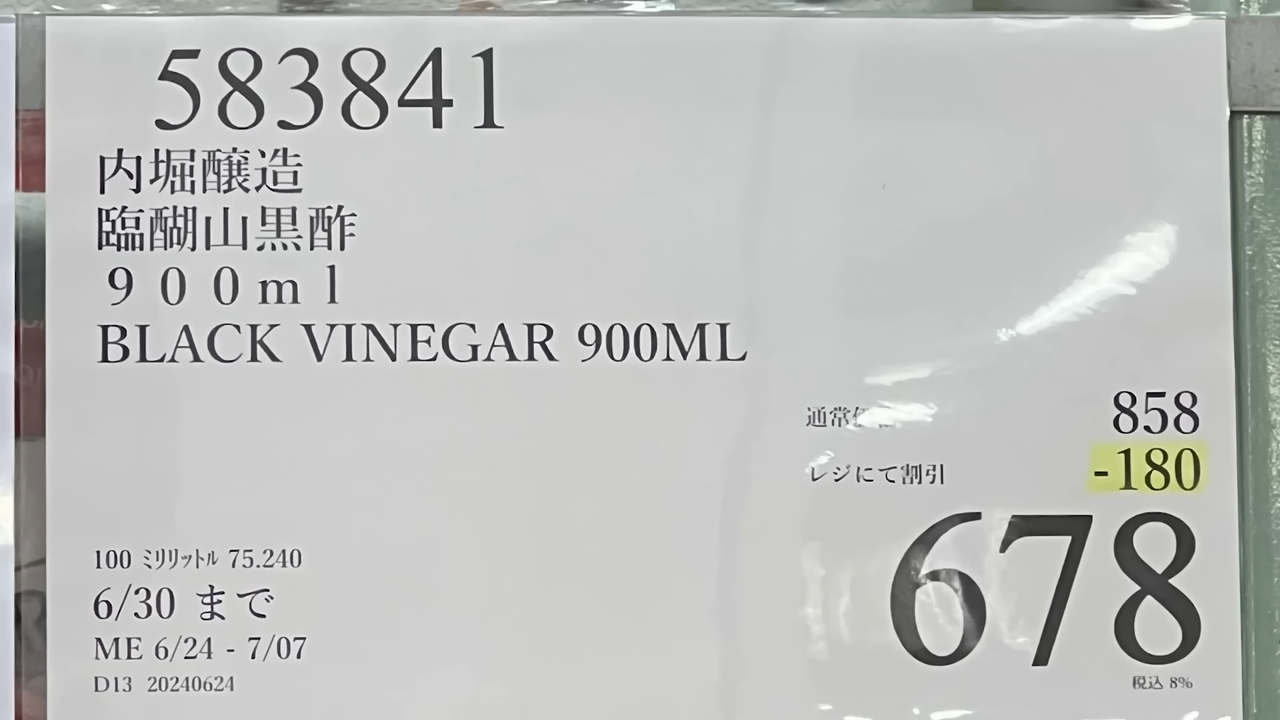 583841
内堀醸造
臨醐山黒酢
９００ｍｌ
BLACK VINEGAR 900ML
通常
858
レジにて割引
-180
678
税込 8%
100 ﾐﾘﾘｯﾄﾙ 75.240
6/30 まで
ME 6/24 - 7/07
D13 20240624